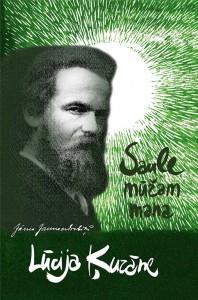 Saule
mūžam
mana
Jānis Jaunsudrabiņš
Lūcija Ķuzāne